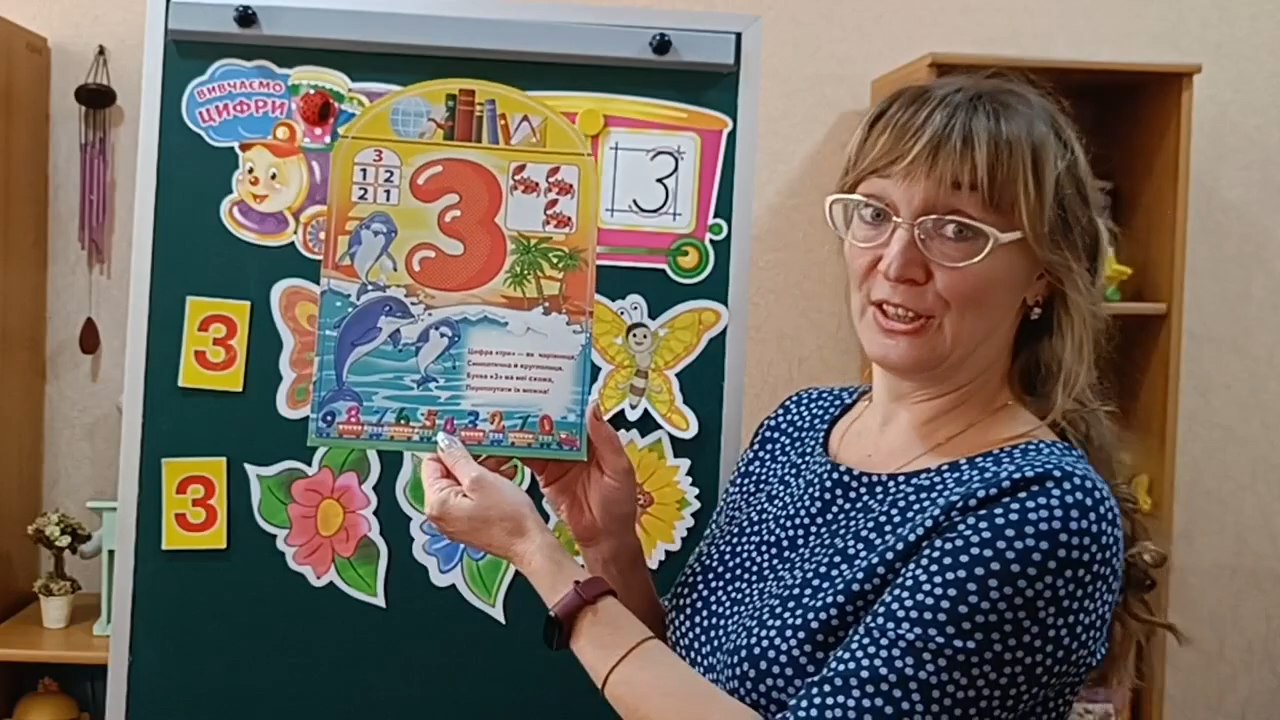 ВИВЧАЄМО
ЦИФРИ
3
1 2
2 1
3
3
Цифра «три» — як чарівниця,
Симпатична й круглолиця.
Буква «З» на неї схожа,
Переплутати їх можна!
9 8 7 6 5 4 3 2 1 0
3
3